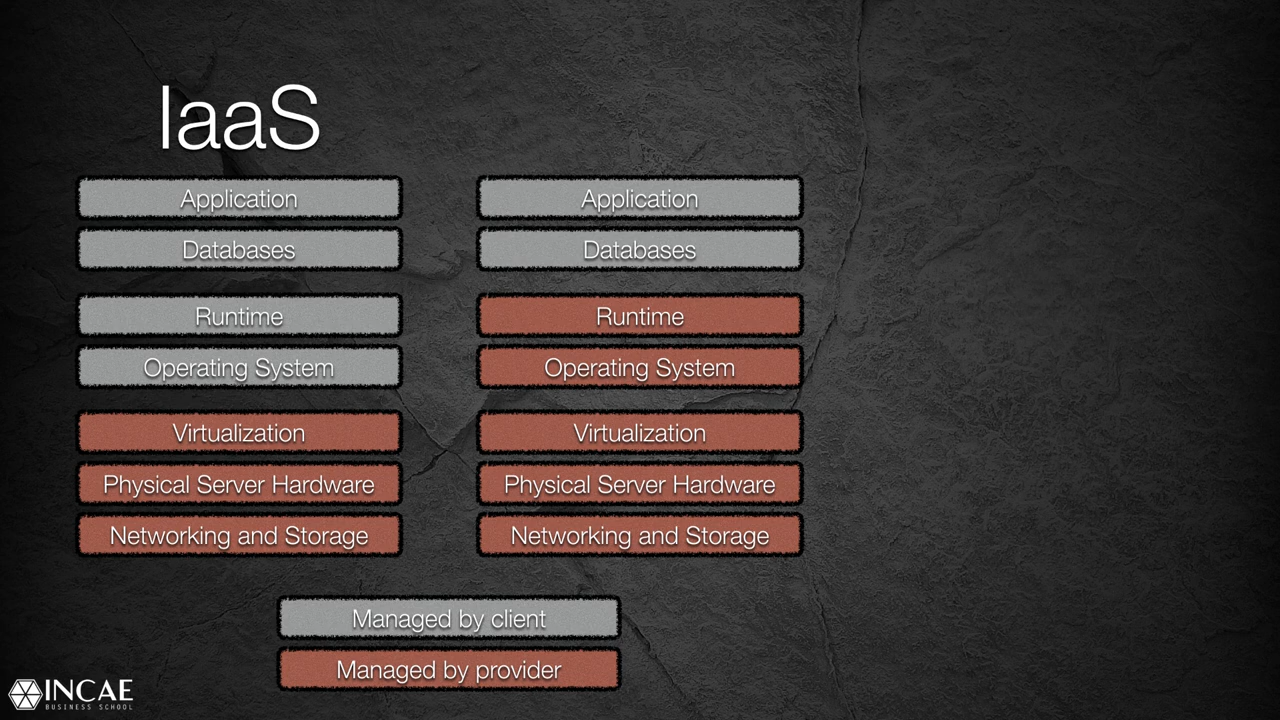 IaaS
Application
Databases
Runtime
Operating System
Virtualization
Physical Server Hardware
Networking and Storage
Application
Databases
Runtime
Operating System
Virtualization
Physical Server Hardware
Networking and Storage
Managed by client
Managed by provider
INCAE
BUSINESS SCHOOL